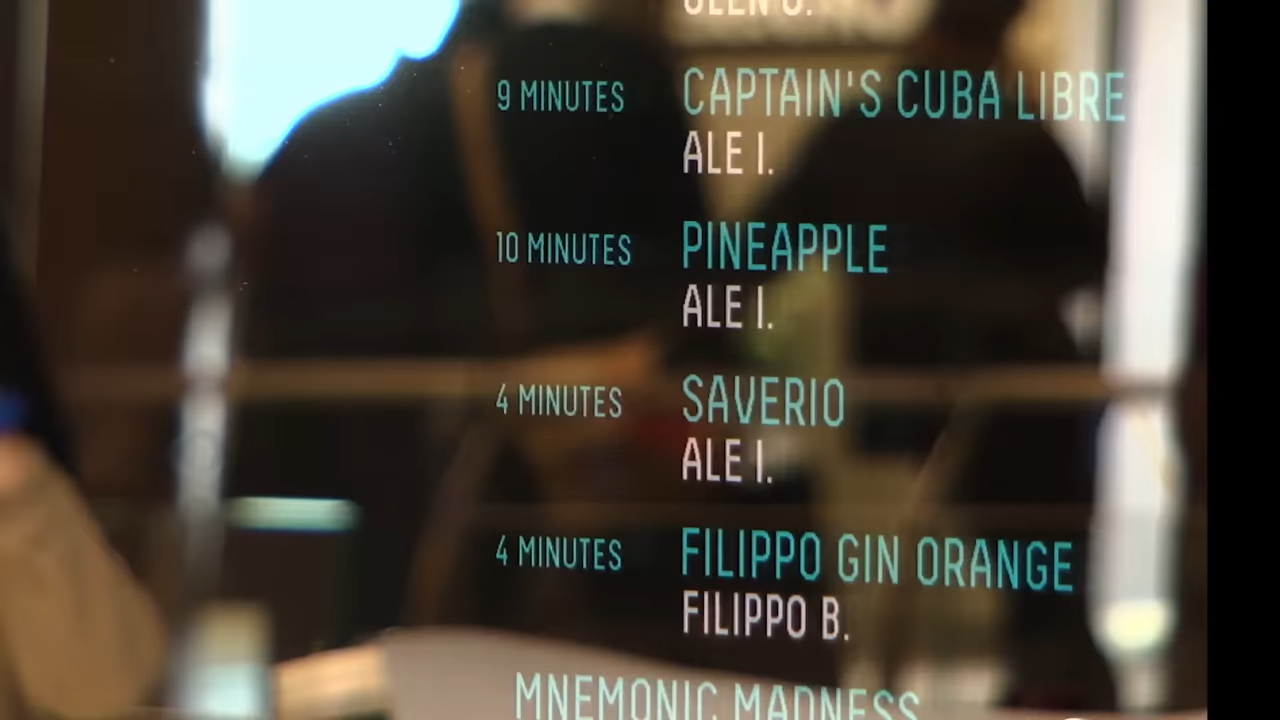 9 MINUTES CAPTAIN'S CUBA LIBRE
ALE I.
10 MINUTES PINEAPPLE
ALE I.
4 MINUTES SAVERIO
ALE I.
4 MINUTES FILIPPO GIN ORANGE
FILIPPO B.
MNEMONIC MADNESS